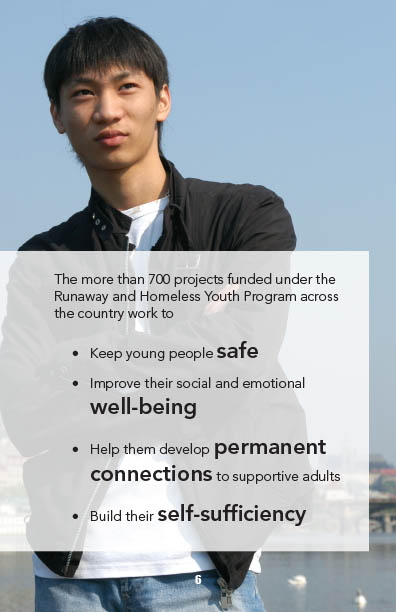 The more than 700 projects funded under the
Runaway and Homeless Youth Program across
the country work to
• Keep young people safe
• Improve their social and emotional
well-being
• Help them develop permanent
connections to supportive adults
• Build their self-sufficiency
6